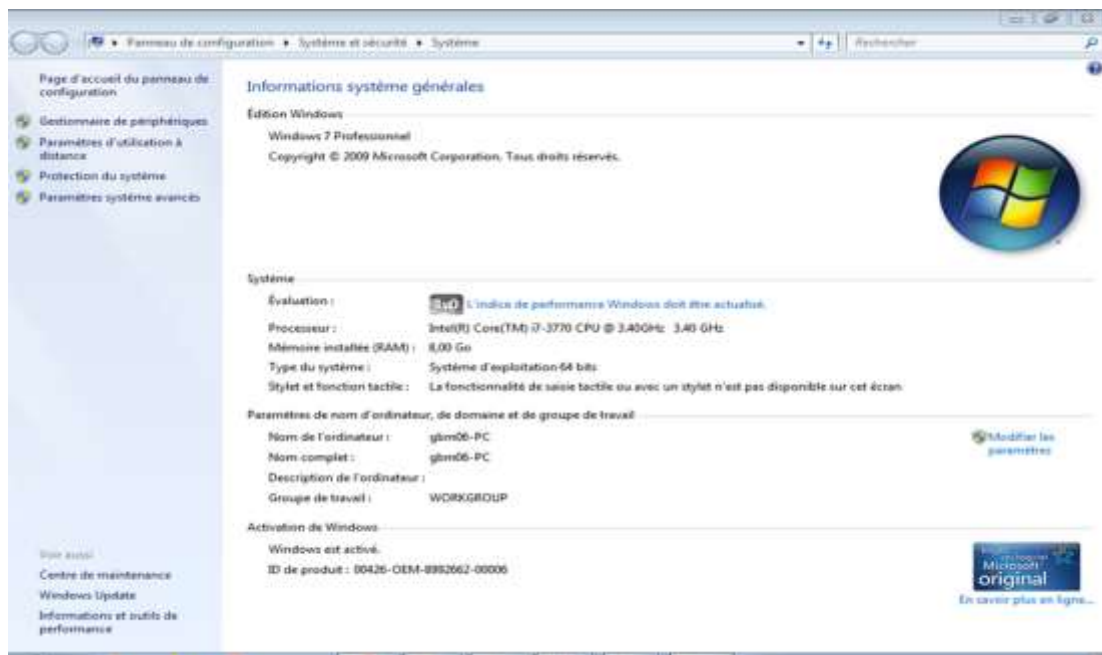 Panneau de configuration ▸ Système et sécurité ▸ Système
Rechercher
Page d'accueil du panneau de
configuration
Gestionnaire de périphériques
Paramètres d'utilisation à
distance
Protection du système
Paramètres système avancés
Voir aussi
Centre de maintenance
Windows Update
Informations et outils de
performance
Informations système générales
Édition Windows
Windows 7 Professionnel
Copyright © 2009 Microsoft Corporation. Tous droits réservés.
Système
Évaluation : L'indice de performance Windows doit être actualisé.
Processeur : Intel(R) Core(TM) i7-3770 CPU @ 3.40GHz 3.40 GHz
Mémoire installée (RAM) : 8,00 Go
Type du système : Système d'exploitation 64 bits
Stylet et fonction tactile : La fonctionnalité de saisie tactile ou avec un stylet n'est pas disponible sur cet écran
Paramètres de nom d'ordinateur, de domaine et de groupe de travail
Nom de l'ordinateur : gbm06-PC
Modifier les
paramètres
Nom complet : gbm06-PC
Description de l'ordinateur :
Groupe de travail : WORKGROUP
Activation de Windows
Windows est activé.
ID de produit : 00426-OEM-8992662-00006
Microsoft
original
En savoir plus en ligne...